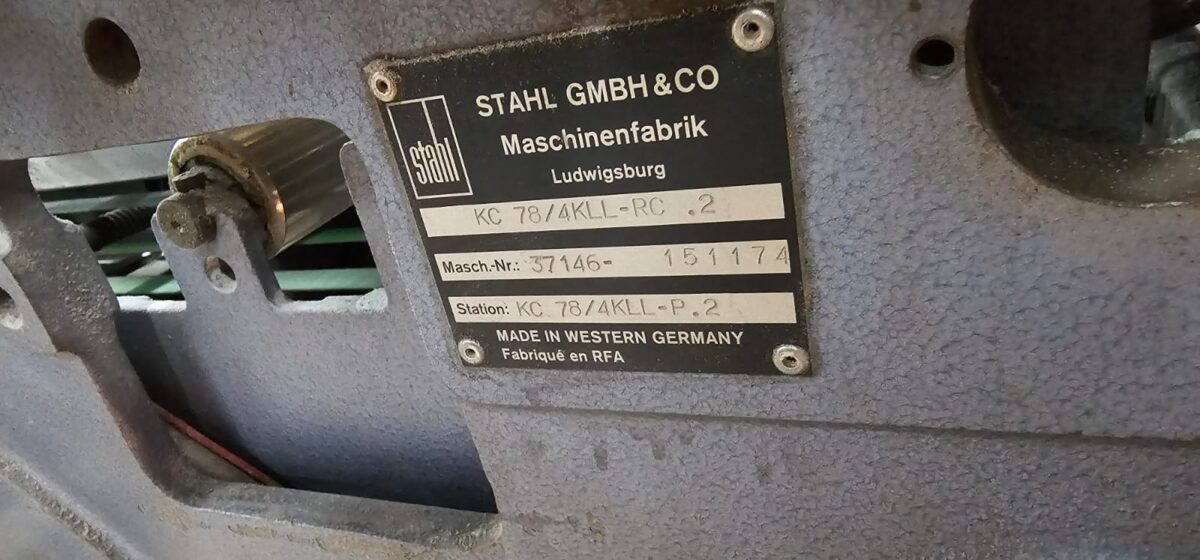 STAHL GMBH & CO
Maschinenfabrik
Ludwigsburg
stahl
KC 78/4KLL-RC .2
Masch.-Nr.: 37146- 151174
Station: KC 78/4KLL-P.2
MADE IN WESTERN GERMANY
Fabriqué en RFA